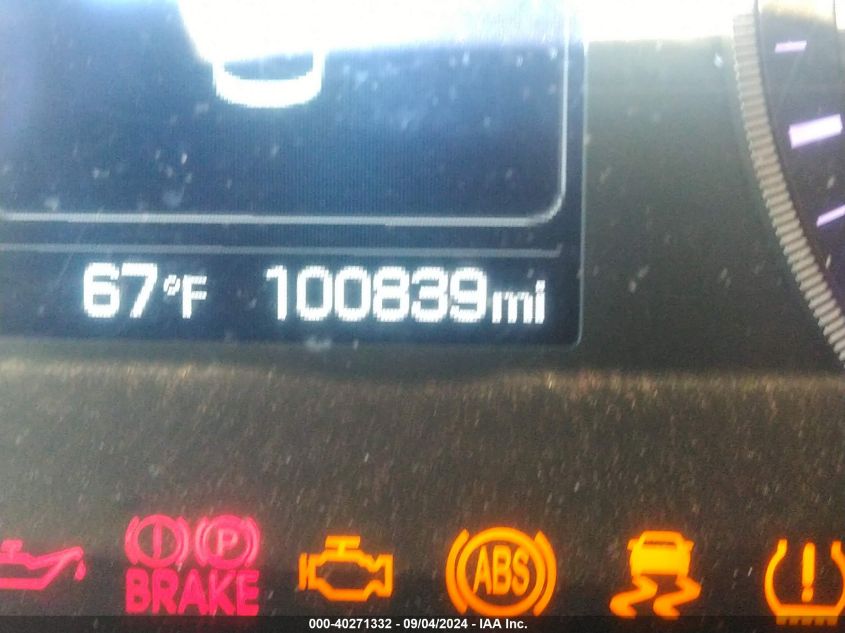 67°F 100839mi
(!) (P)
BRAKE ABS !
000-40271332 - 09/04/2024 - IAA Inc.